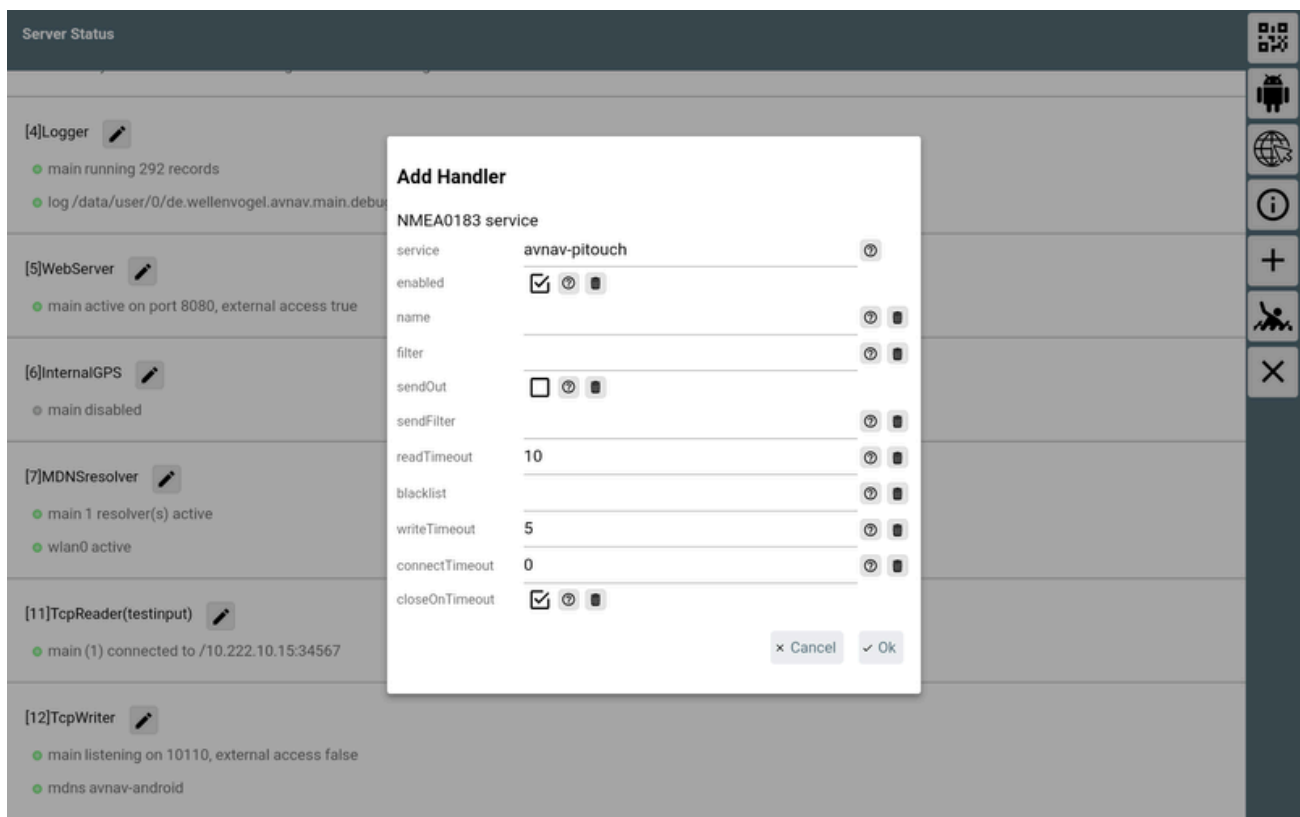 Server Status
[4]Logger
main running 292 records
log /data/user/0/de.wellenvogel.avnav.main.debu
[5]WebServer
main active on port 8080, external access true
[6]InternalGPS
main disabled
[7]MDNSresolver
main 1 resolver(s) active
wlan0 active
[11]TcpReader(testinput)
main (1) connected to /10.222.10.15:34567
[12]TcpWriter
main listening on 10110, external access false
mdns avnav-android
Add Handler
NMEA0183 service
service avnav-pitouch
enabled
name
filter
sendOut
sendFilter
readTimeout 10
blacklist
writeTimeout 5
connectTimeout 0
closeOnTimeout
× Cancel ✓ Ok